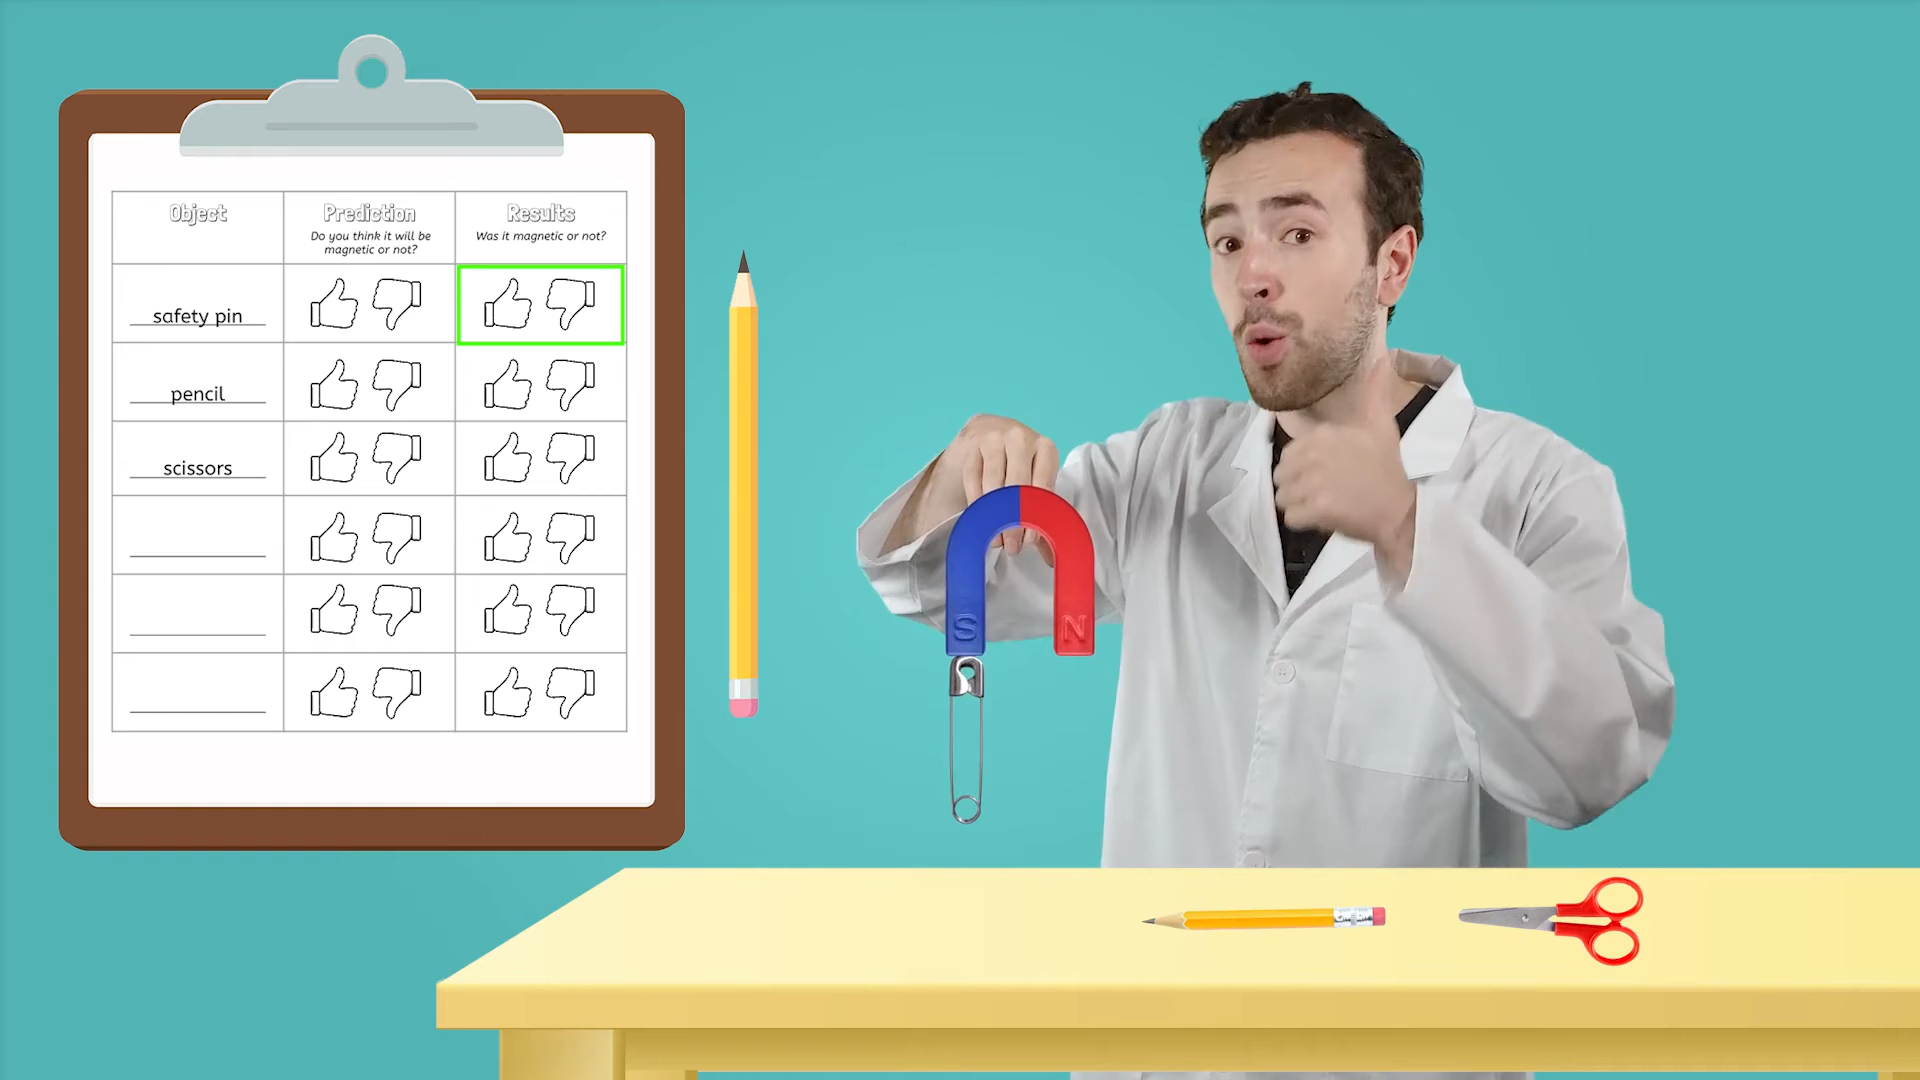 Object Prediction Results
Do you think it will be
magnetic or not?
Was it magnetic or not?
safety pin
pencil
scissors
S N